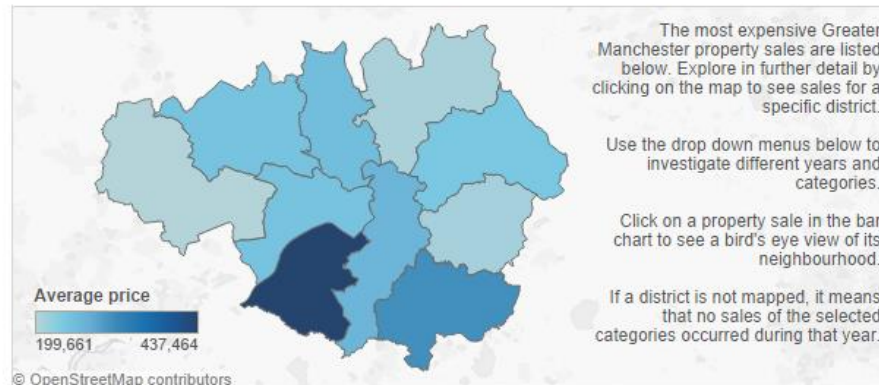 The most expensive Greater
Manchester property sales are listed
below. Explore in further detail by
clicking on the map to see sales for a
specific district.
Use the drop down menus below to
investigate different years and
categories.
Click on a property sale in the bar
chart to see a bird's eye view of its
neighbourhood.
If a district is not mapped, it means
that no sales of the selected
categories occurred during that year.
Average price
199,661 437,464
© OpenStreetMap contributors